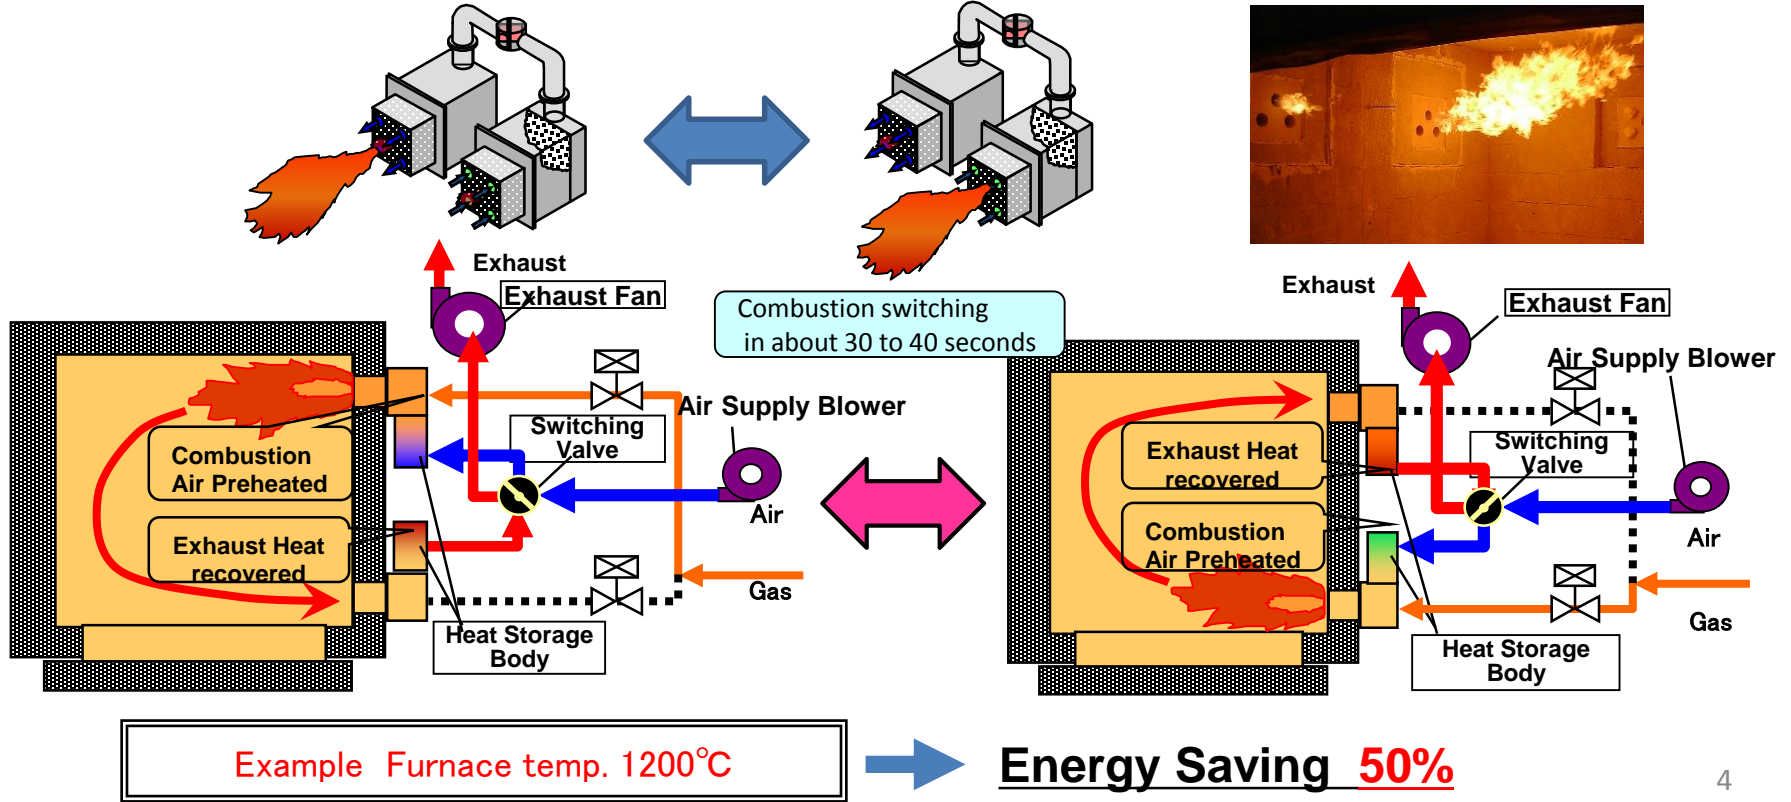 Exhaust
Exhaust Fan
Combustion switching
in about 30 to 40 seconds
Exhaust
Exhaust Fan
Air Supply Blower
Air Supply Blower
Switching
Valve
Combustion
Air Preheated
Air
Exhaust Heat
recovered
Gas
Heat Storage
Body
Switching
Valve
Exhaust Heat
recovered
Combustion
Air Preheated
Air
Gas
Heat Storage
Body
Example Furnace temp. 1200℃
Energy Saving 50%
4